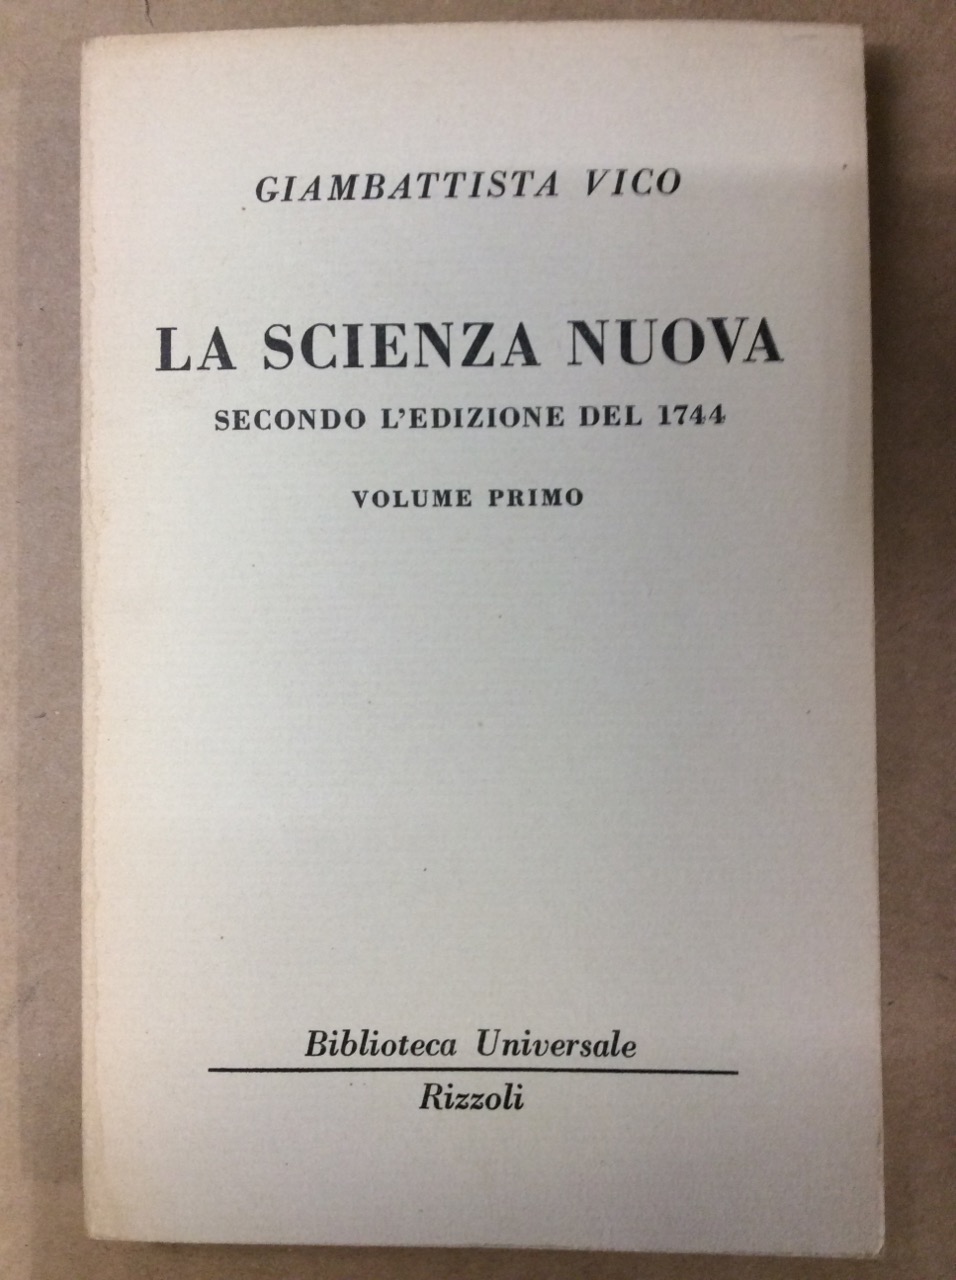 GIAMBATTISTA VICO
LA SCIENZA NUOVA
SECONDO L'EDIZIONE DEL 1744
VOLUME PRIMO
Biblioteca Universale
Rizzoli